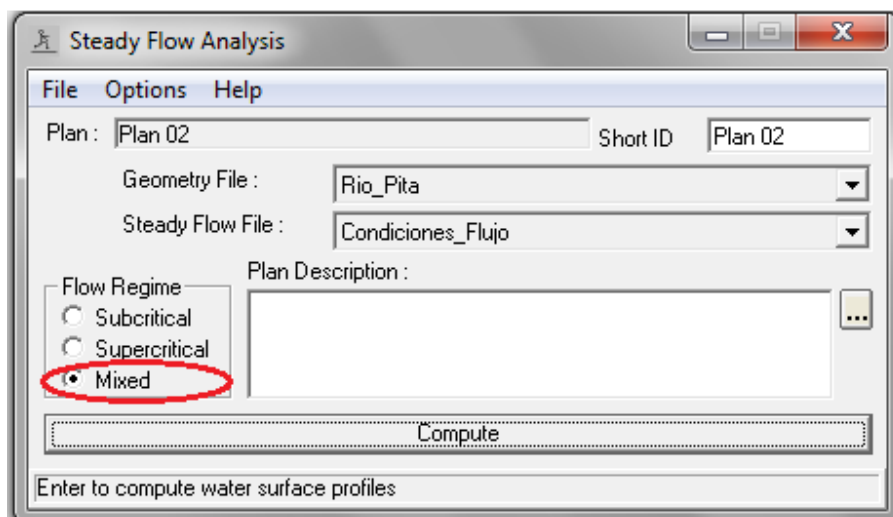 Steady Flow Analysis
File Options Help
Plan : Plan 02 Short ID Plan 02
Geometry File : Rio_Pita
Steady Flow File : Condiciones_Flujo
Plan Description :
Flow Regime
Subcritical
Supercritical
Mixed
...
Compute
Enter to compute water surface profiles